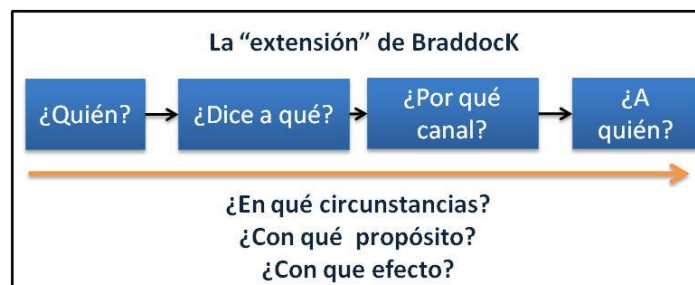 La “extensión” de BraddocK
¿Quién?
¿Dice a qué?
¿Por qué
canal?
¿A
quién?
¿En qué circunstancias?
¿Con qué propósito?
¿Con que efecto?